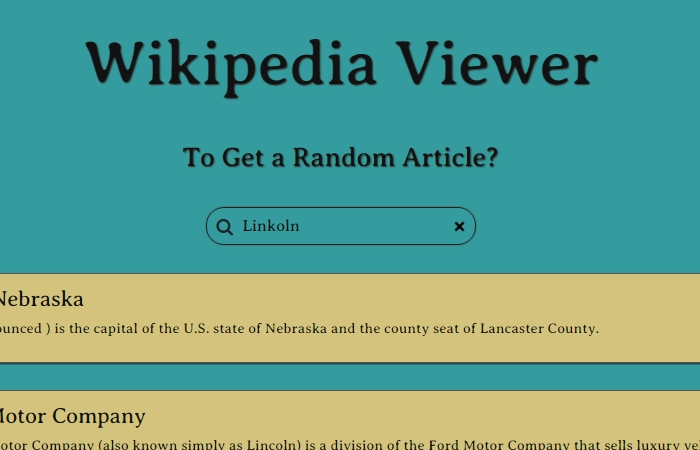 Wikipedia Viewer
To Get a Random Article?
Linkoln
Nebraska
ounced ) is the capital of the U.S. state of Nebraska and the county seat of Lancaster County.
Motor Company
otor Company (also known simply as Lincoln) is a division of the Ford Motor Company that sells luxury